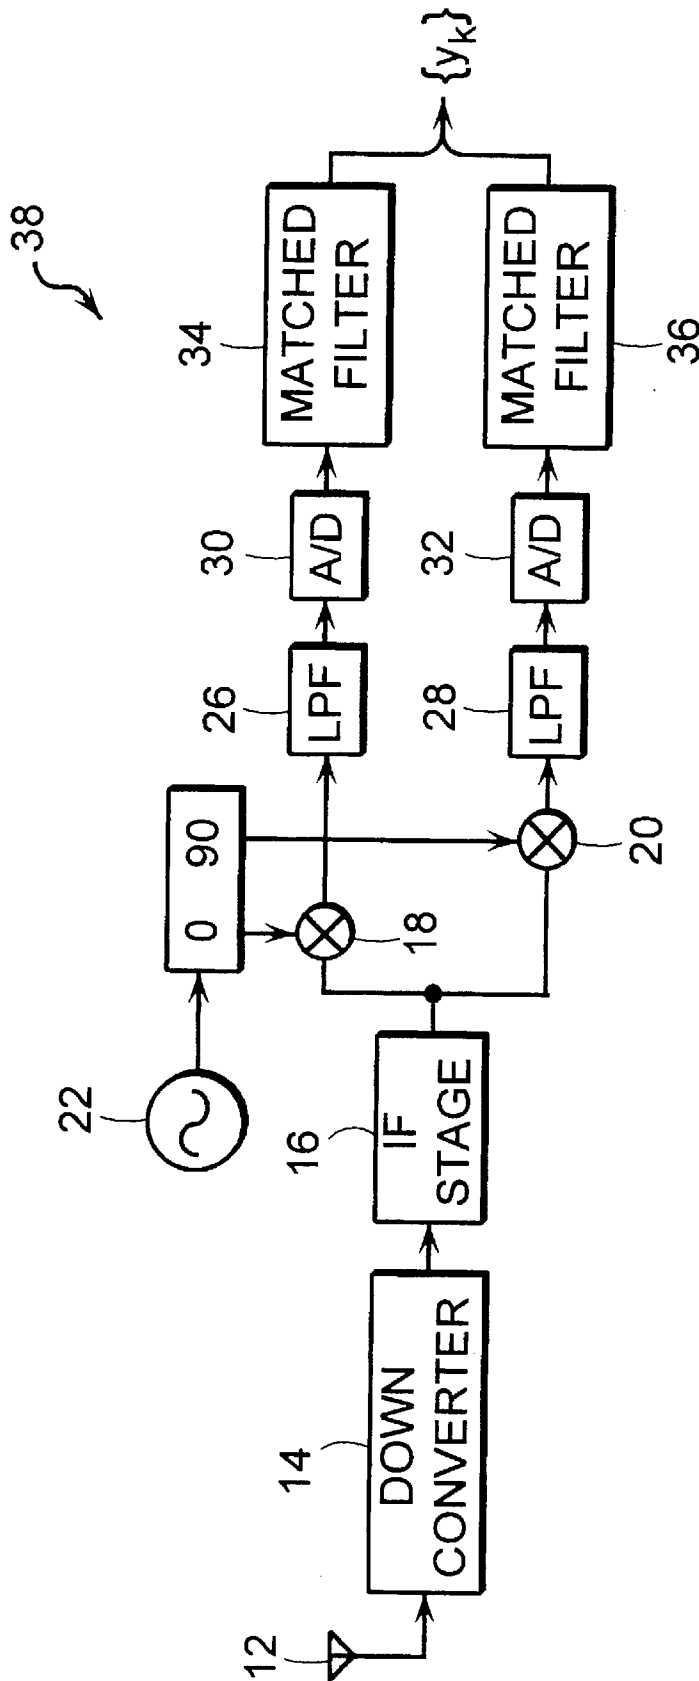 38
34
MATCHED
FILTER
30
A/D
26
LPF
0 90
22
18
{yk}
MATCHED
FILTER
36
32
A/D
28
LPF
20
16
IF
STAGE
14
DOWN
CONVERTER
12